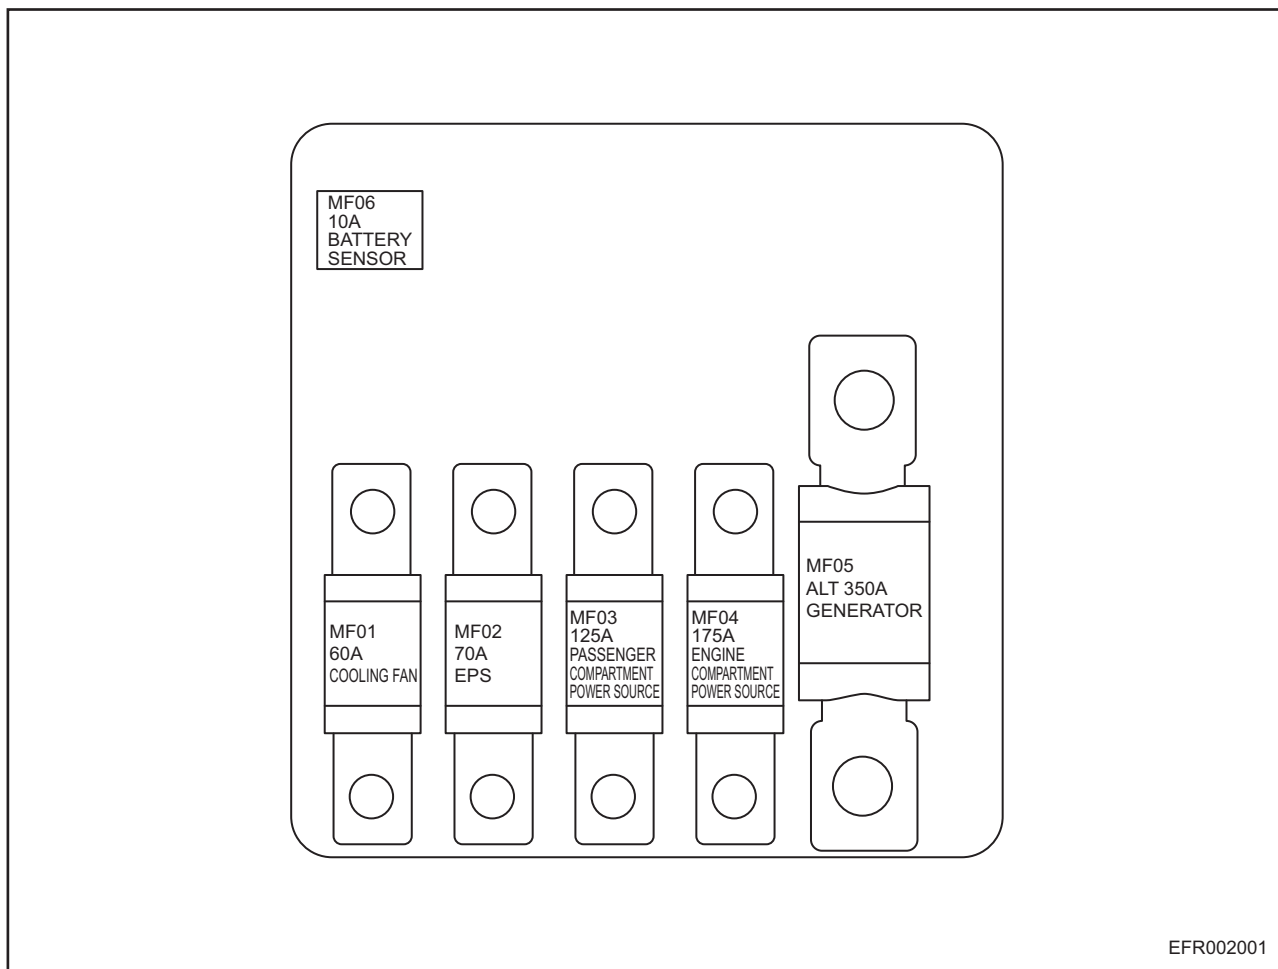 MF06
10A
BATTERY
SENSOR
MF01
60A
COOLING FAN
MF02
70A
EPS
MF03
125A
PASSENGER
COMPARTMENT
POWER SOURCE
MF04
175A
ENGINE
COMPARTMENT
POWER SOURCE
MF05
ALT 350A
GENERATOR
EFR002001